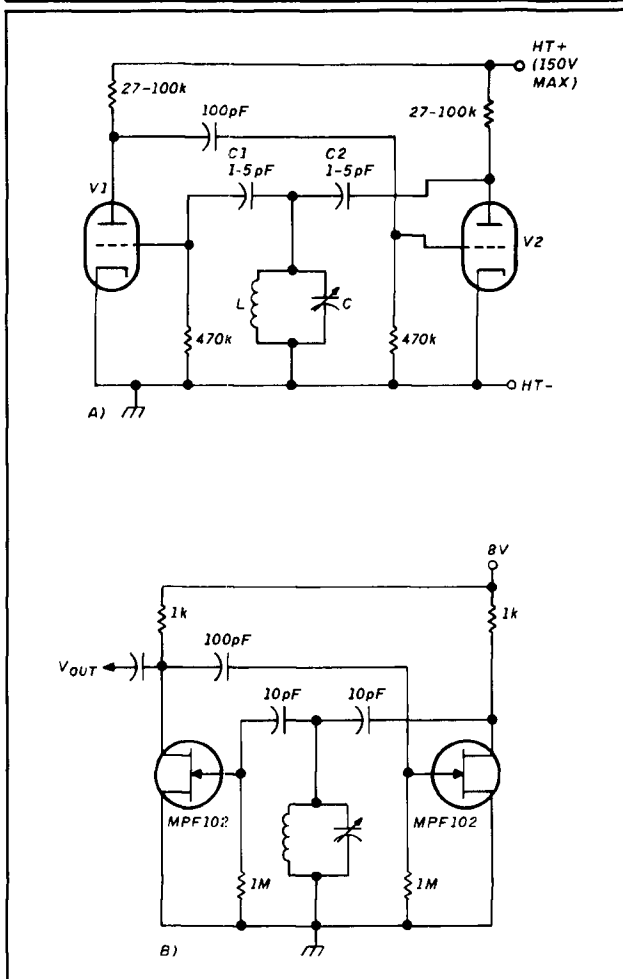 HT+
(150V
MAX)
27-100k
27-100k
100pF
C1
1-5pF
C2
1-5pF
V1
V2
L
C
470k
470k
HT-
A)
8V
1k
1k
VOUT
100pF
10pF
10pF
MPF102
MPF102
1M
1M
B)